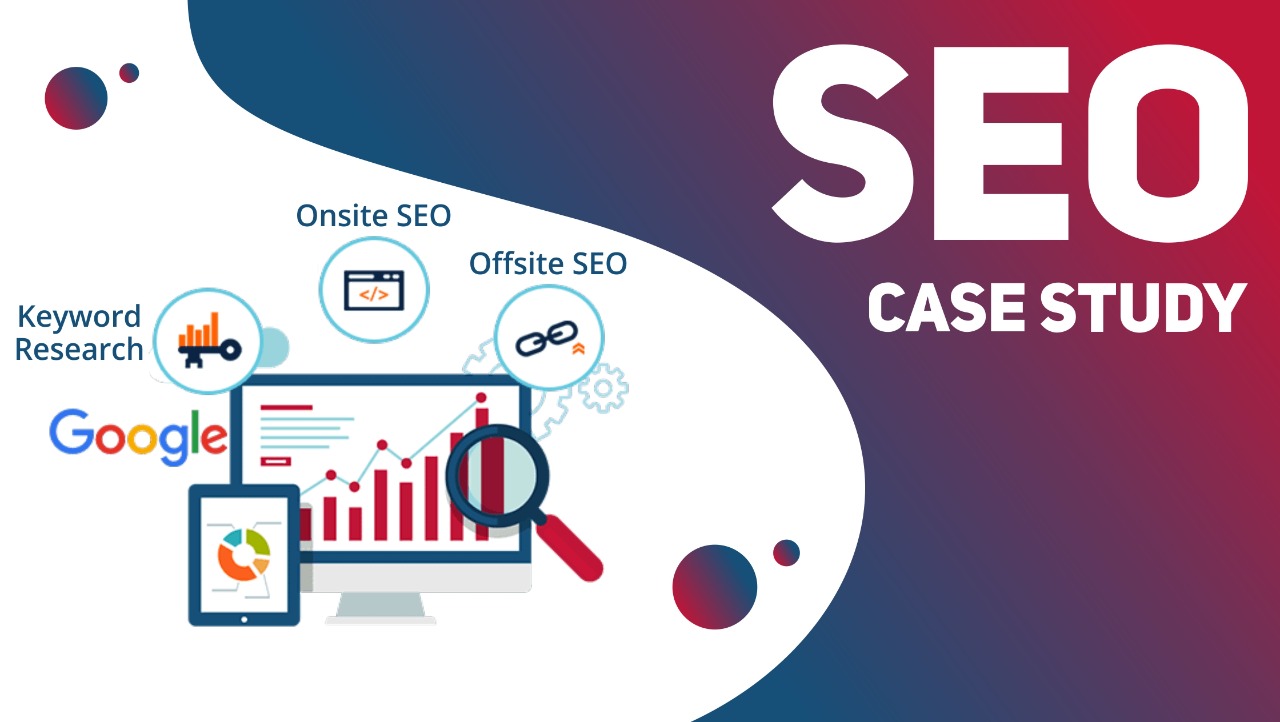 SEO
CASE STUDY
Onsite SEO
Offsite SEO
Keyword
Research
</>
Google